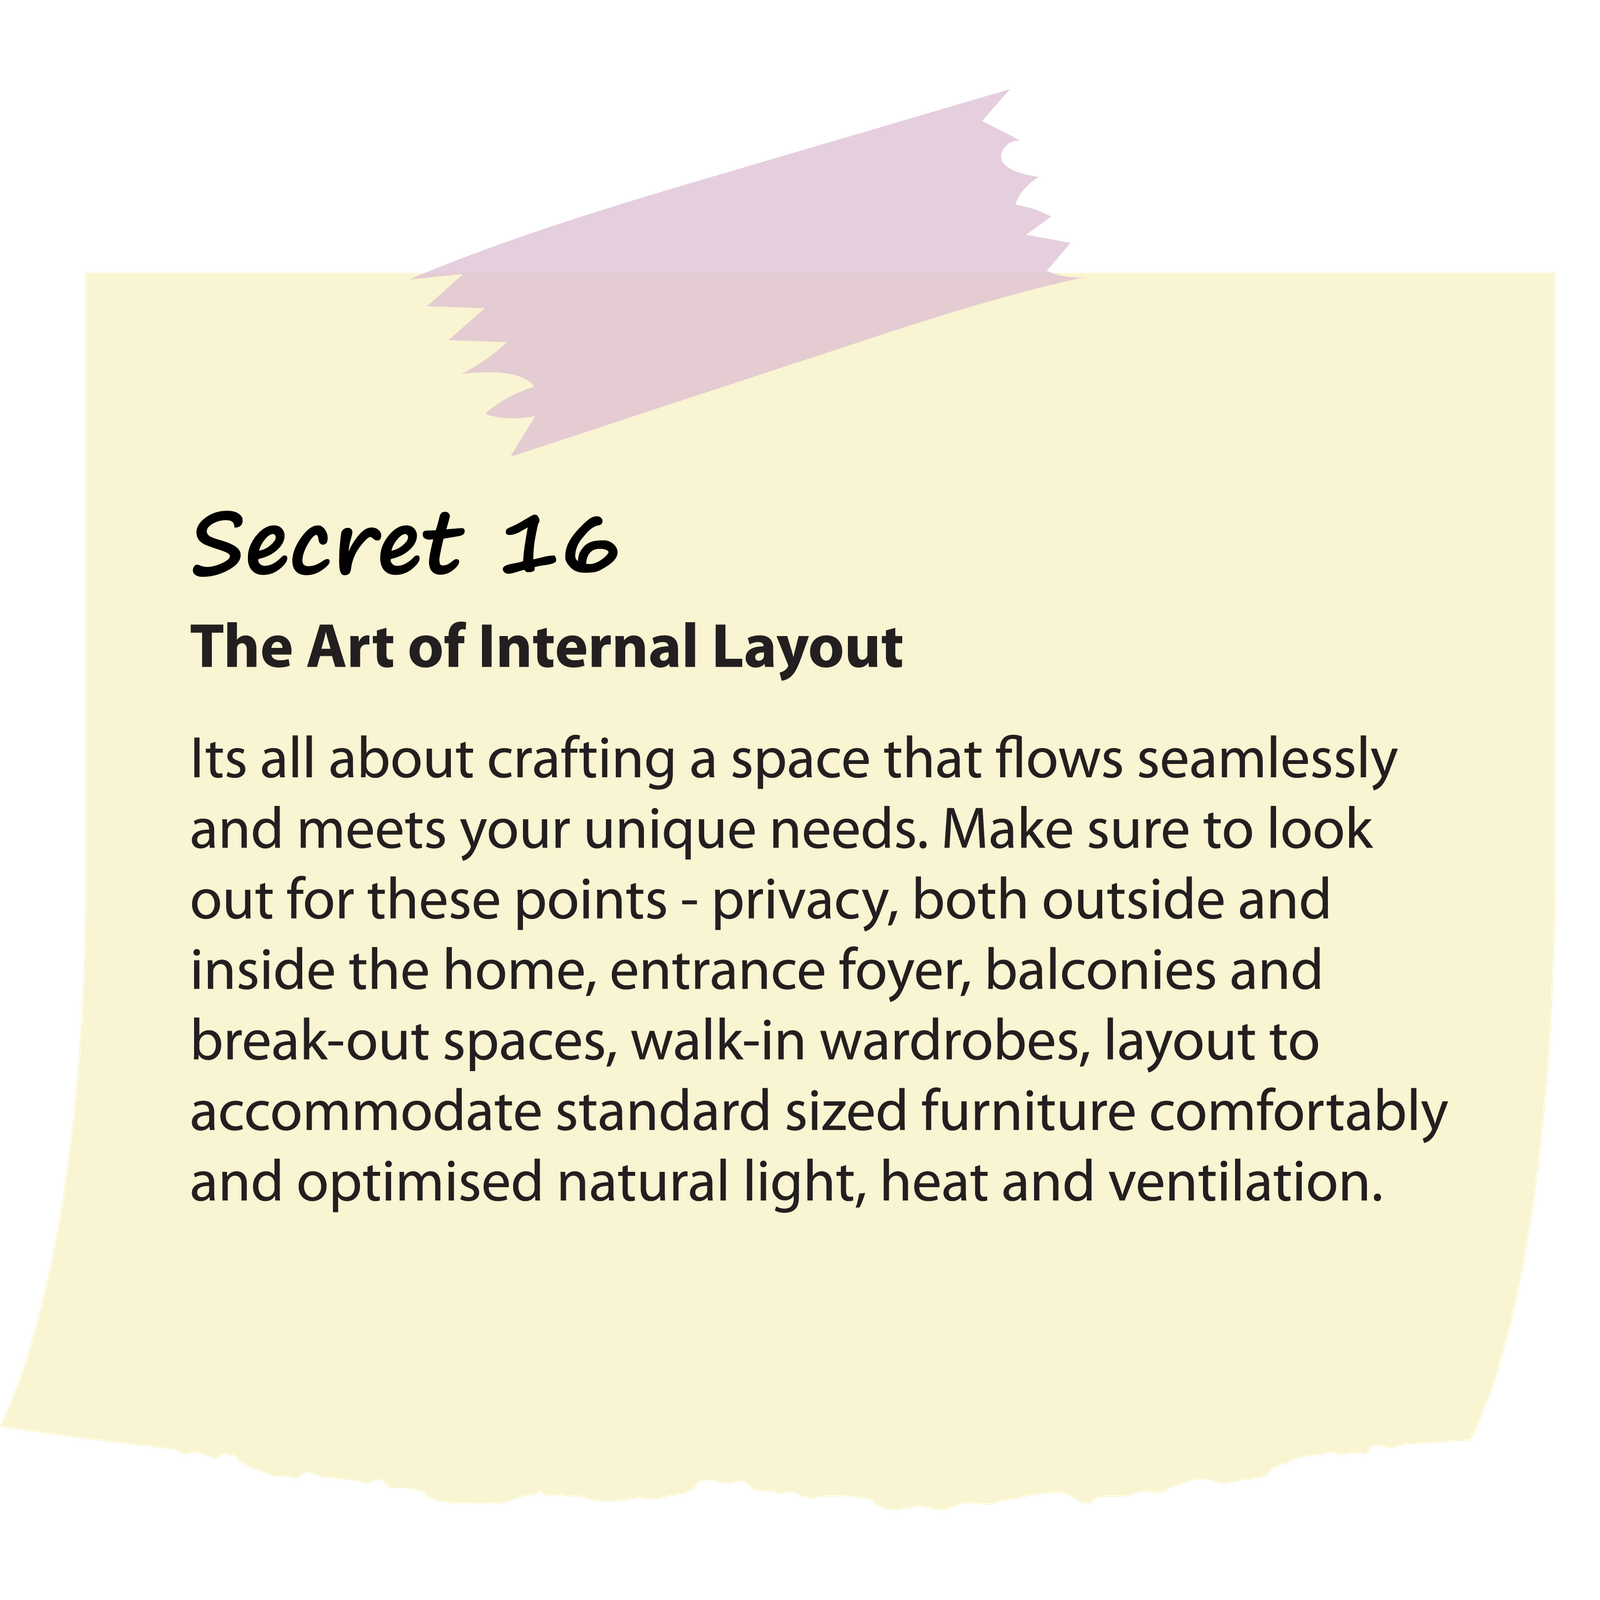 Secret 16
The Art of Internal Layout
Its all about crafting a space that flows seamlessly
and meets your unique needs. Make sure to look
out for these points - privacy, both outside and
inside the home, entrance foyer, balconies and
break-out spaces, walk-in wardrobes, layout to
accommodate standard sized furniture comfortably
and optimised natural light, heat and ventilation.